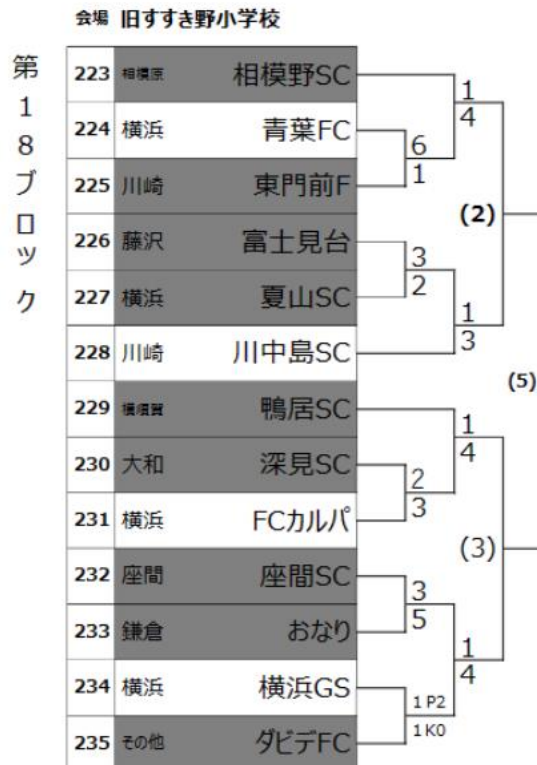 会場 旧すすき野小学校
第18ブロック
223 相模原 相模野SC
224 横浜 青葉FC
225 川崎 東門前F
226 藤沢 富士見台
227 横浜 夏山SC
228 川崎 川中島SC
229 横須賀 鴨居SC
230 大和 深見SC
231 横浜 FCカルパ
232 座間 座間SC
233 鎌倉 おなり
234 横浜 横浜GS
235 その他 ダビデFC
6
1
3
2
2
3
3
5
1 P2
1 K0
1
4
1
3
1
4
1
4
(2)
(3)
(5)